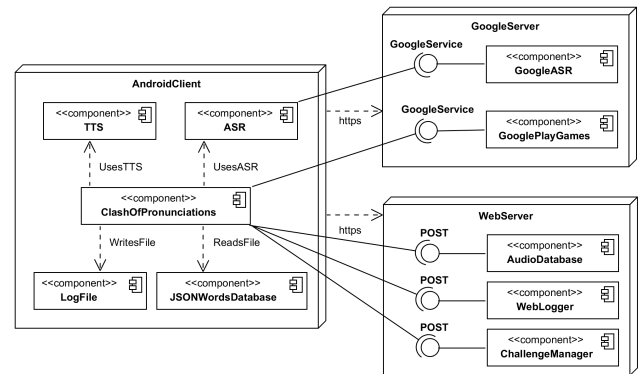 GoogleServer
GoogleService
<<component>>
GoogleASR
GoogleService
<<component>>
GooglePlayGames
AndroidClient
<<component>>
TTS
<<component>>
ASR
https
UsesTTS
UsesASR
<<component>>
ClashOfPronunciations
https
WritesFile
ReadsFile
<<component>>
LogFile
<<component>>
JSONWordsDatabase
WebServer
POST
<<component>>
AudioDatabase
POST
<<component>>
WebLogger
POST
<<component>>
ChallengeManager